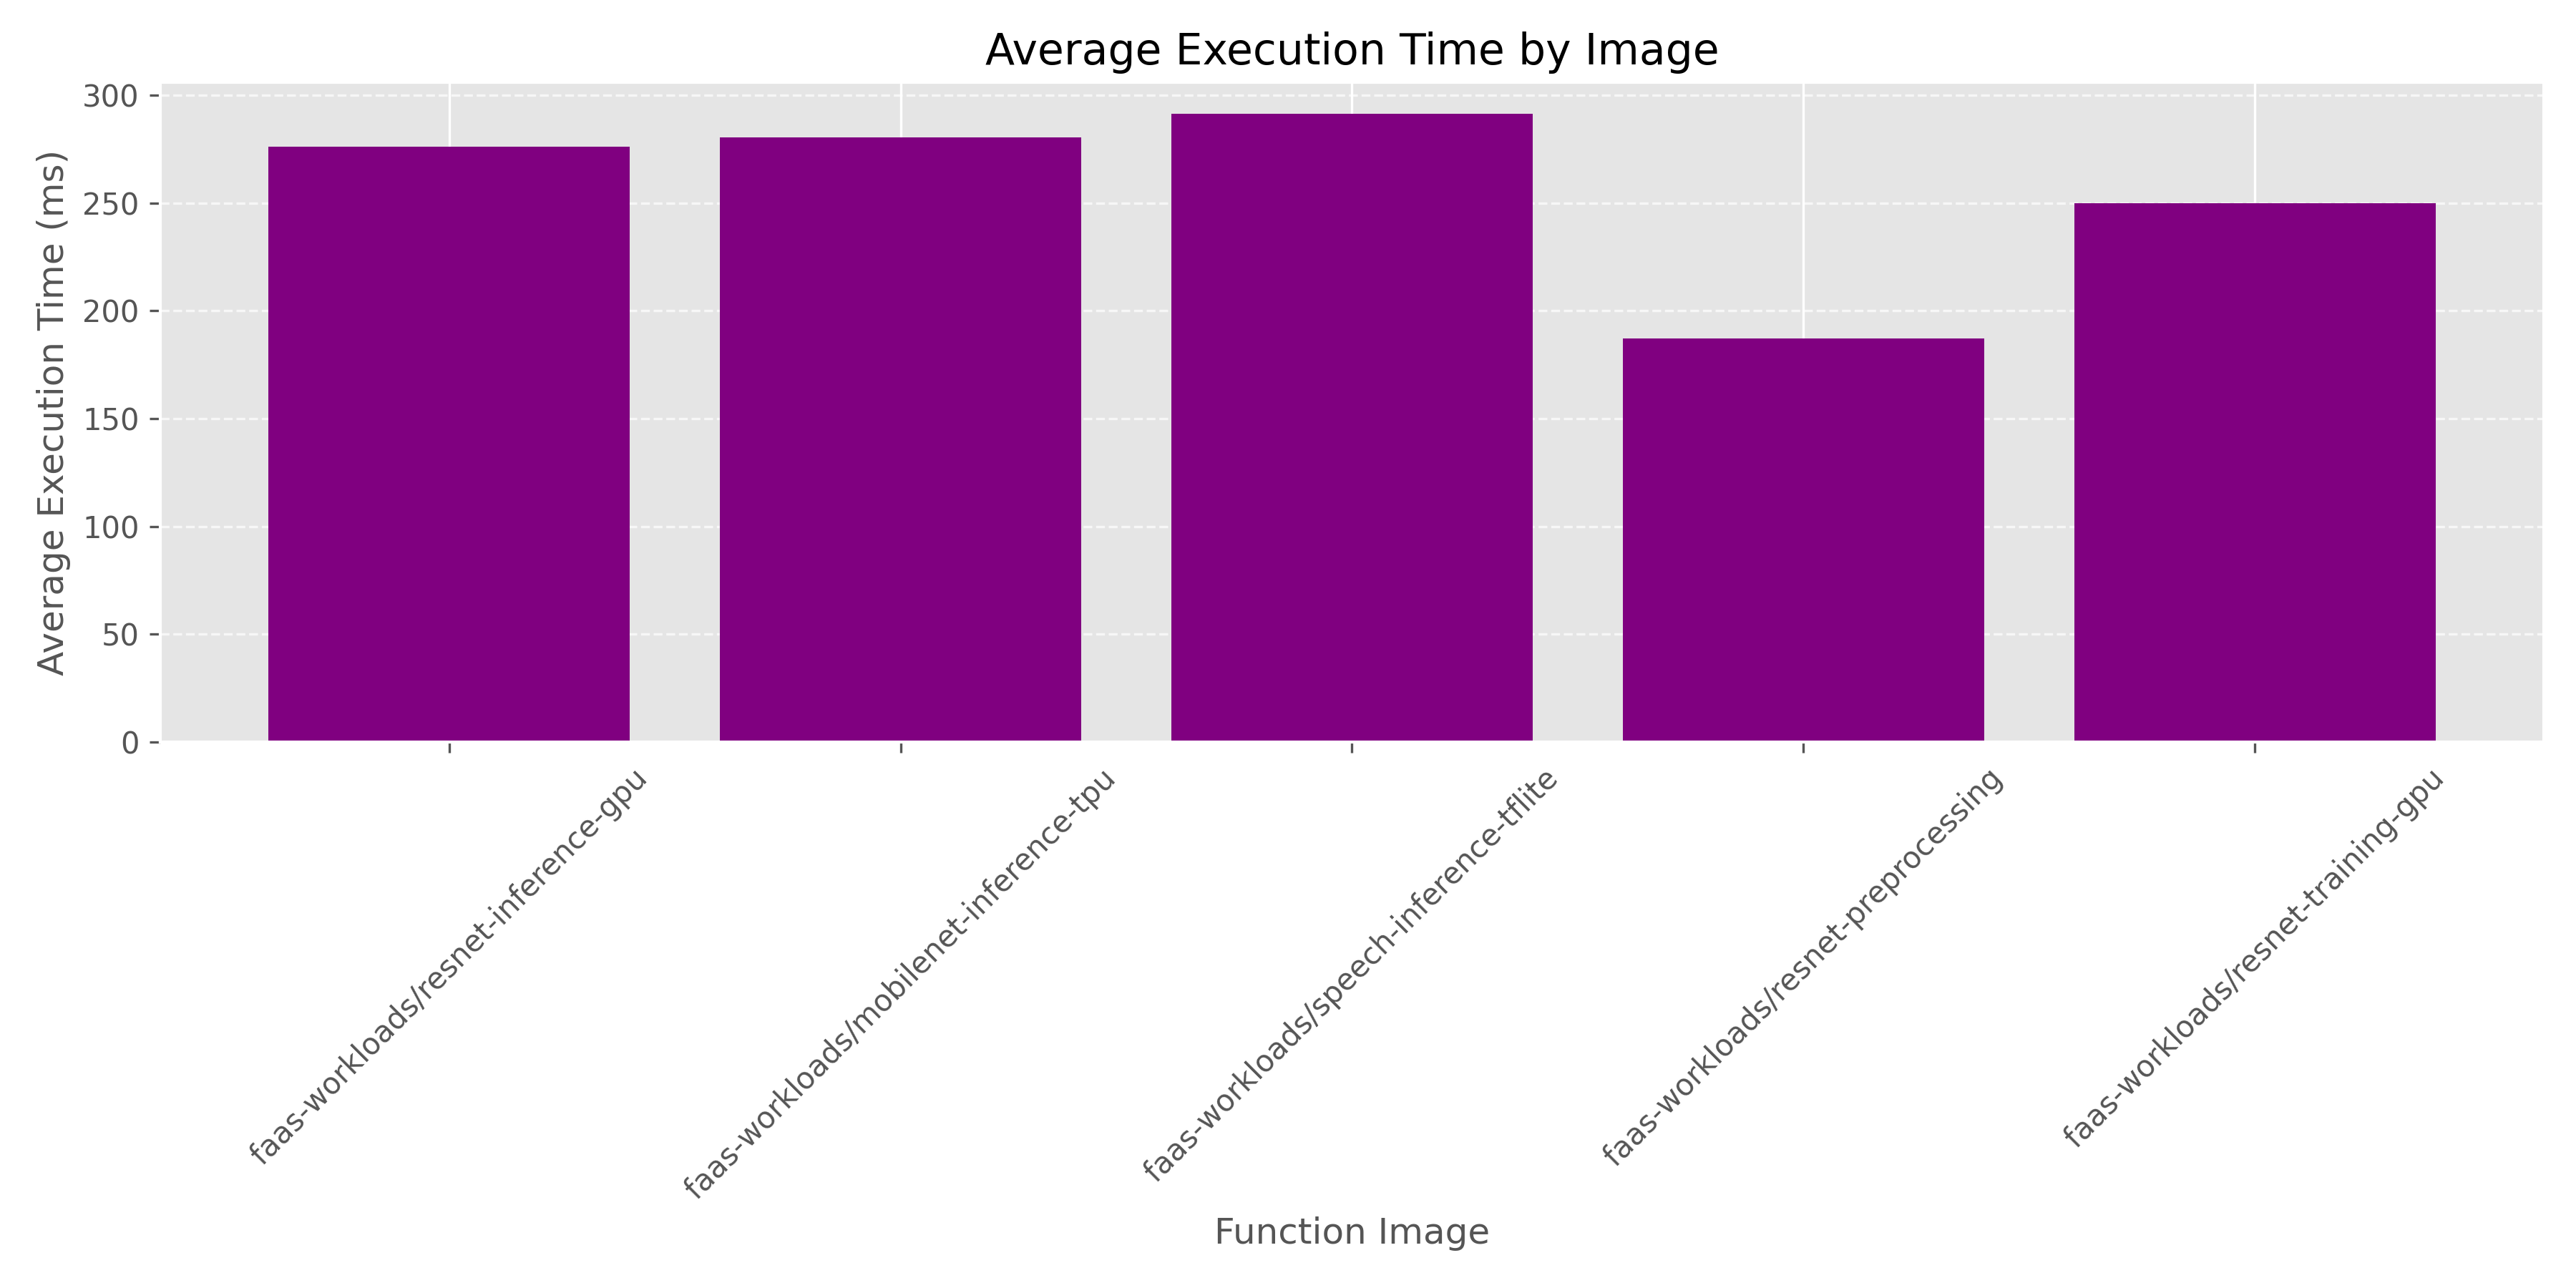 Average Execution Time by Image
Average Execution Time (ms)
300
250
200
150
100
50
0
faas-workloads/resnet-inference-gpu
faas-workloads/mobilenet-inference-tpu
faas-workloads/speech-inference-tflite
faas-workloads/resnet-preprocessing
faas-workloads/resnet-training-gpu
Function Image